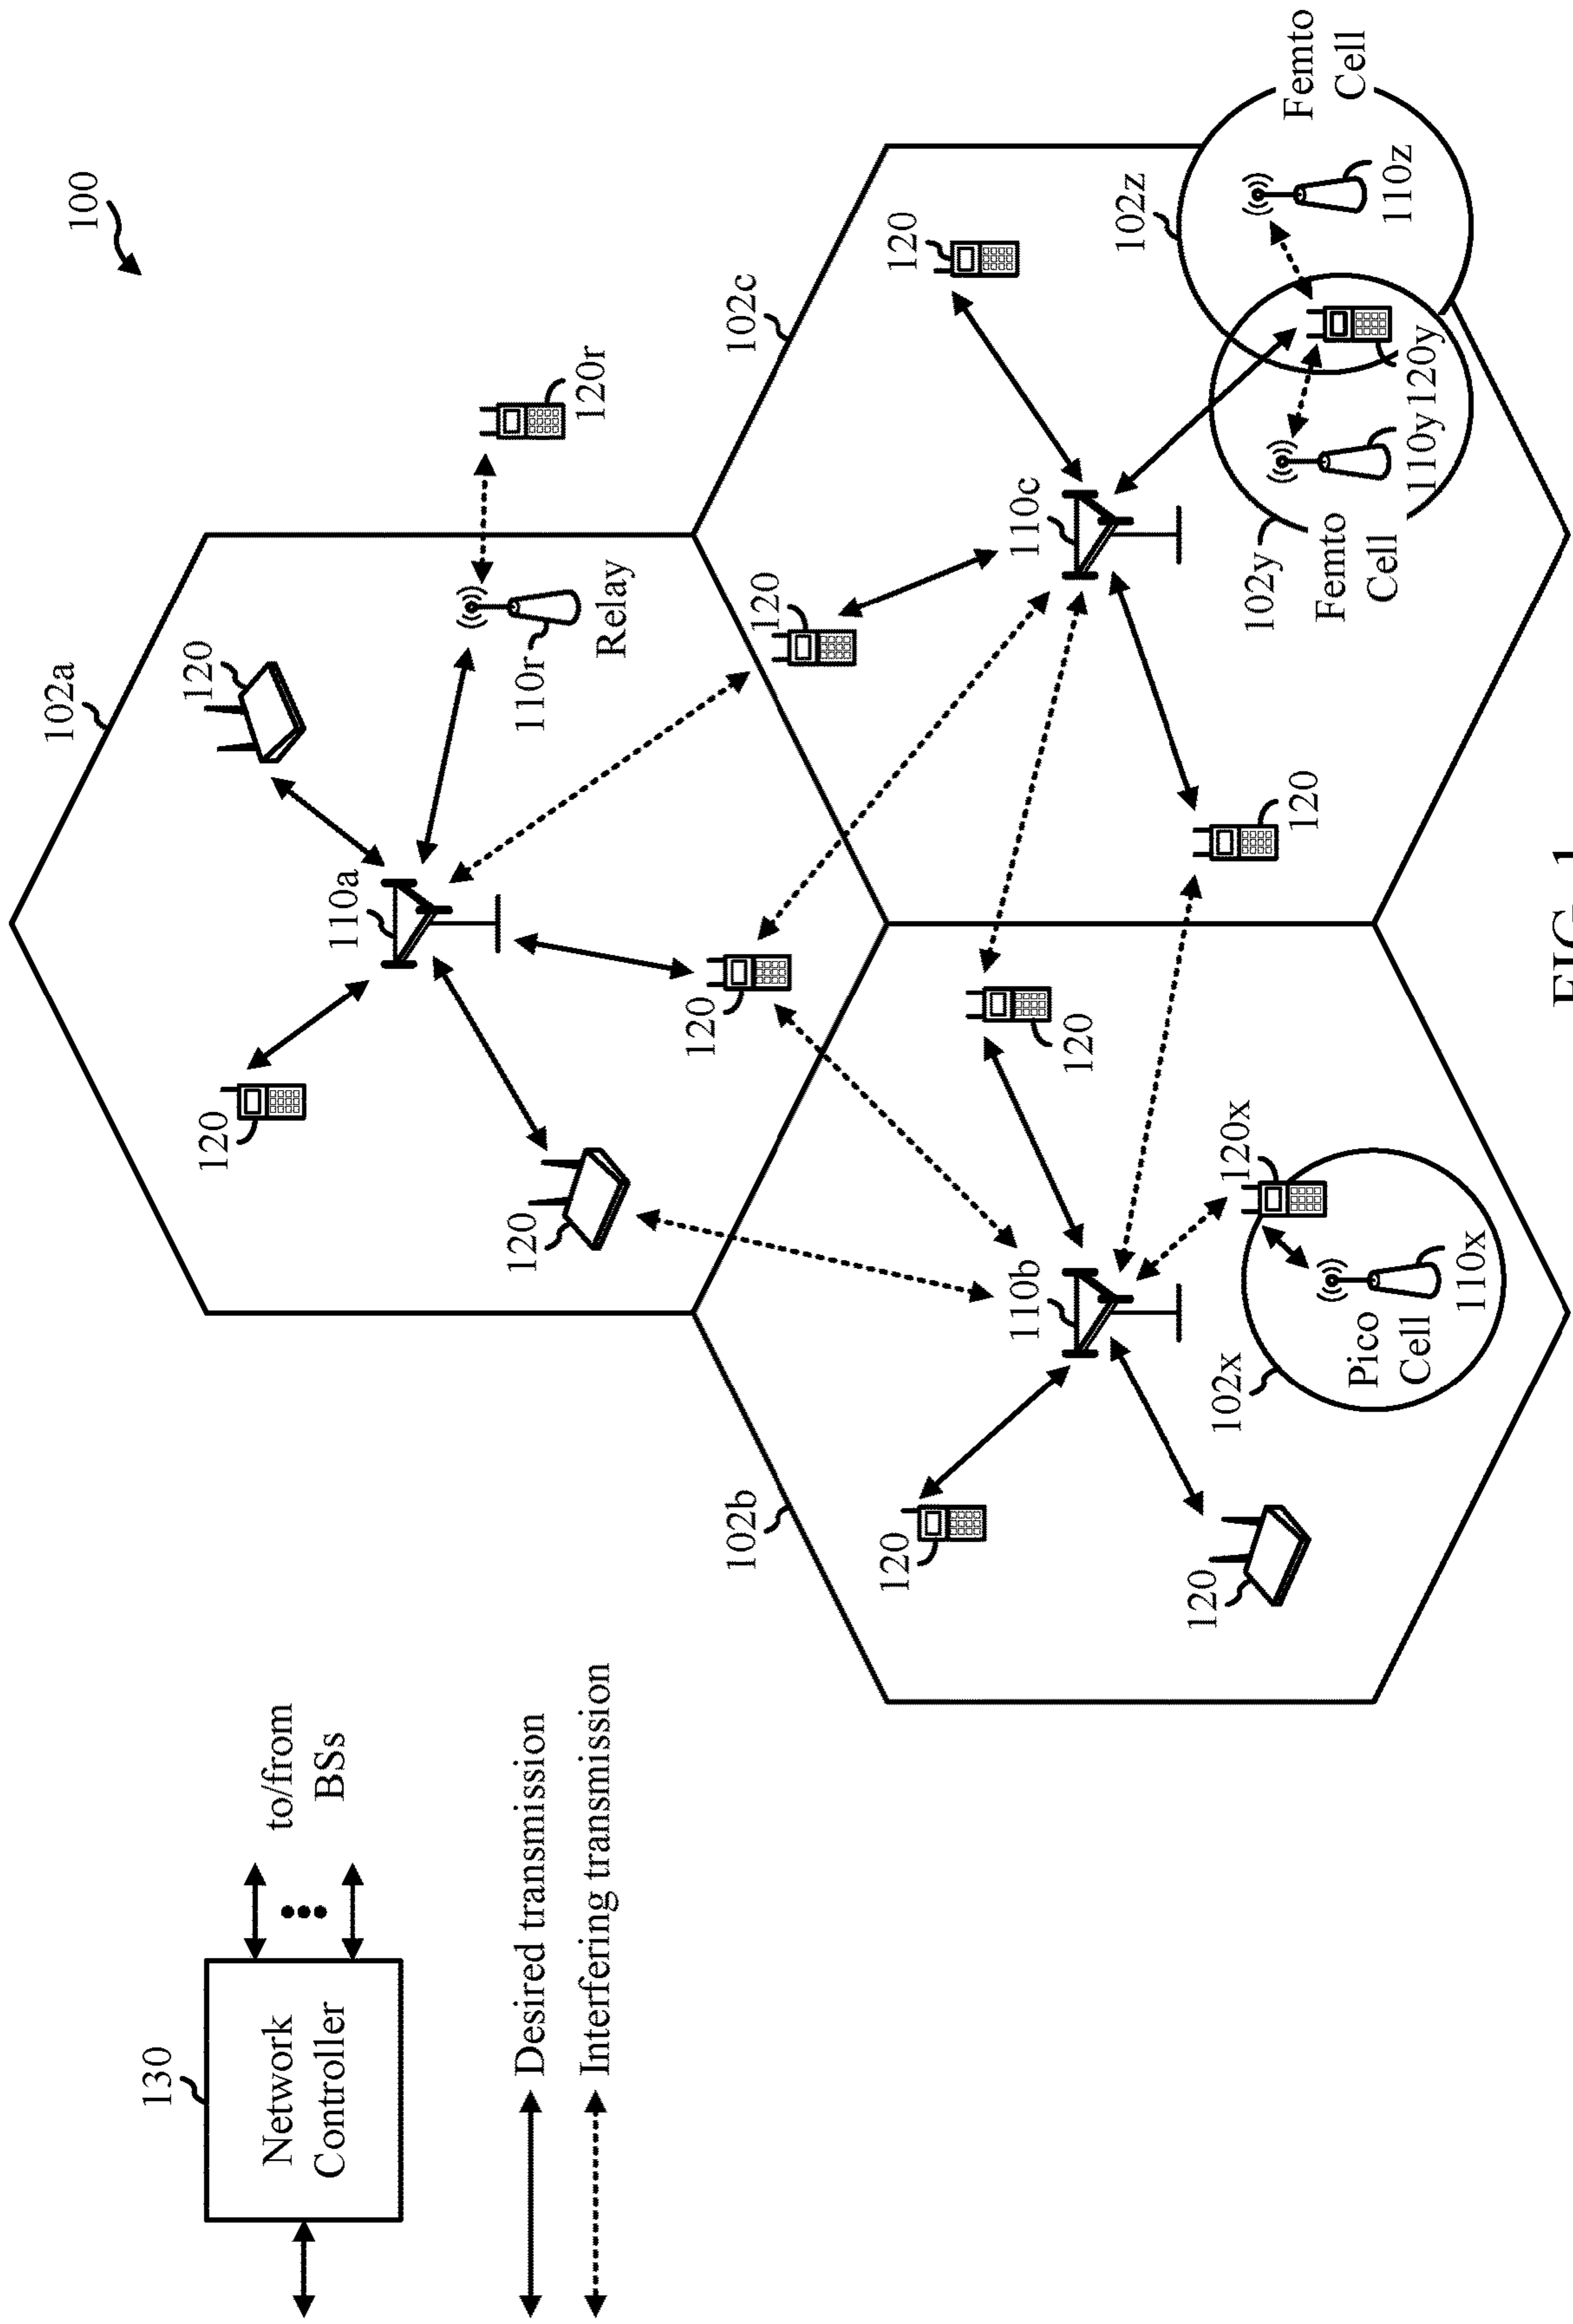 100
130
Network
Controller
to/from
BSs
Desired transmission
Interfering transmission
102a
120
120
110a
120
120
110r
Relay
120r
102b
120
110b
120
120
102x
Pico
Cell
110x
120x
102c
120
120
110c
120
102y
Femto
Cell
110y
120y
102z
110z
Femto
Cell
FIG. 1